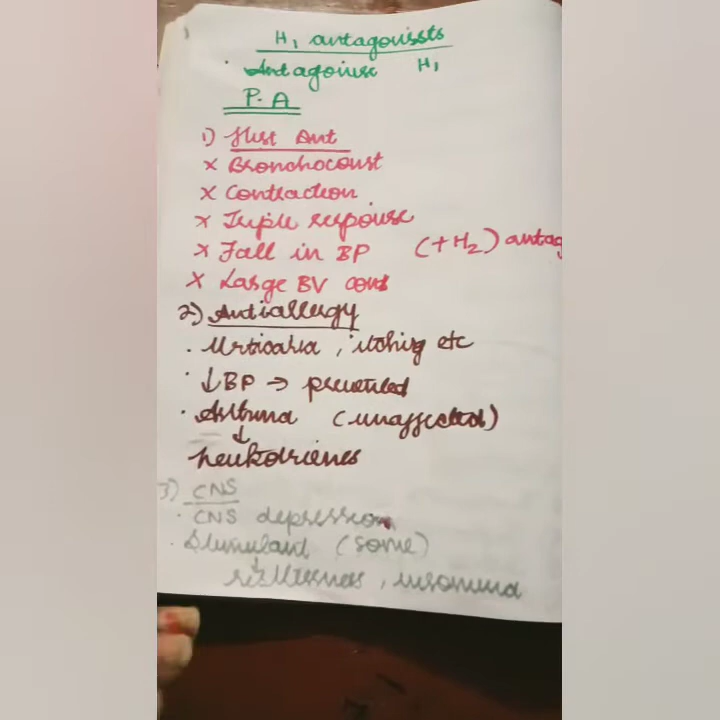 H₁ antagonists
· Antagonise H₁
P.A
1) Hist Ant
× Bronchoconst
× Contraction
× Triple response
× Fall in BP (+H₂) antag
× Large BV const
2) Antiallergy
· Urticaria, itching etc
· ↓BP → prevented
· Asthma (unaffected)
↓
leukotrienes
3) CNS
· CNS depression
· Stimulant (some)
↓
restlessness, insomnia